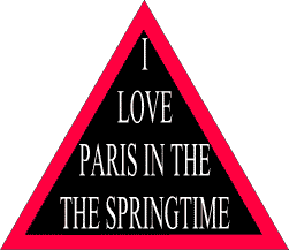 I
LOVE
PARIS IN THE
THE SPRINGTIME